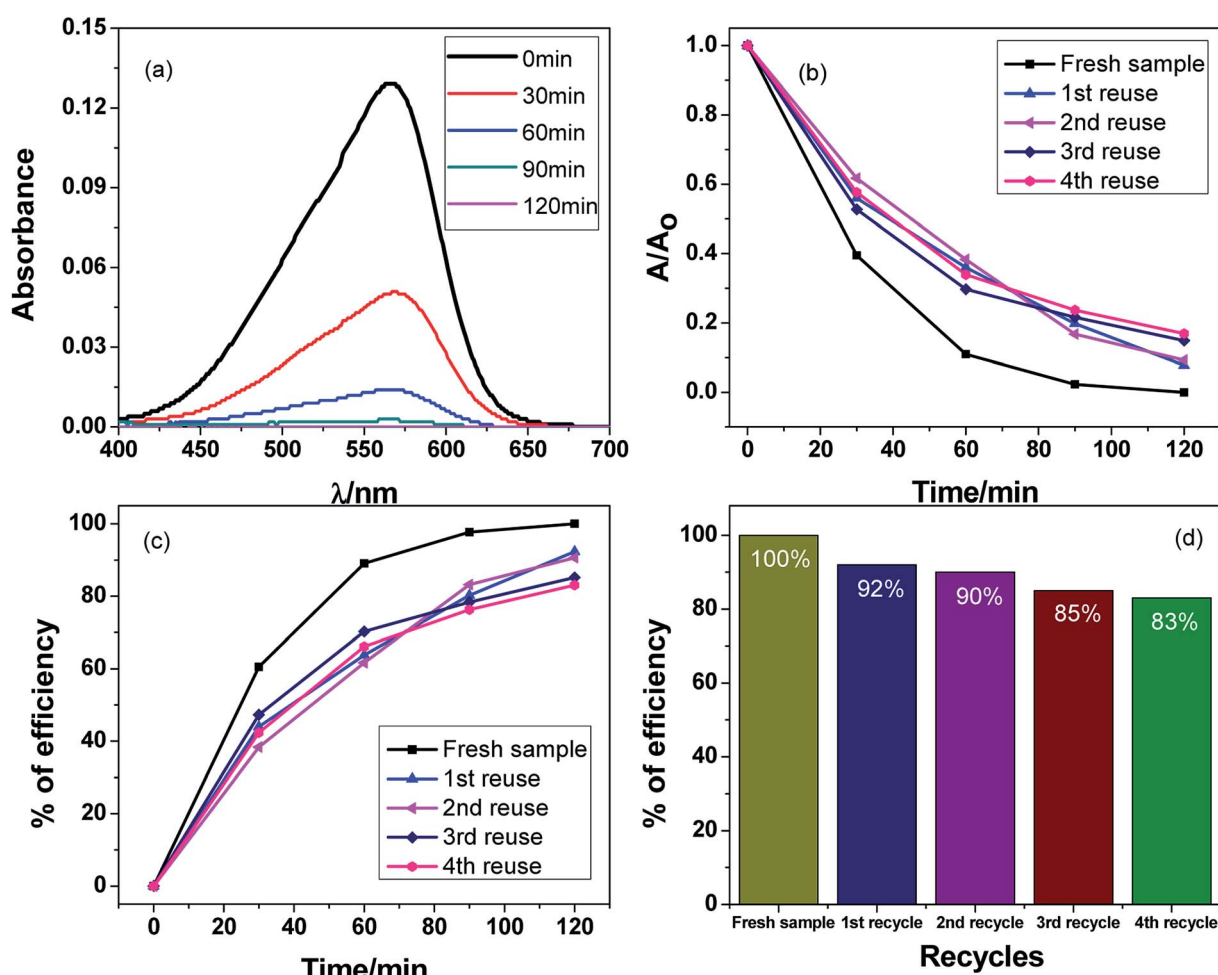 (a)
0min
30min
60min
90min
120min
0.15
0.12
0.09
0.06
0.03
0.00
Absorbance
400 450 500 550 600 650 700
λ/nm
(b)
Fresh sample
1st reuse
2nd reuse
3rd reuse
4th reuse
1.0
0.8
0.6
0.4
0.2
0.0
A/Ao
0 20 40 60 80 100 120
Time/min
(c)
100
80
60
40
20
0
% of efficiency
Fresh sample
1st reuse
2nd reuse
3rd reuse
4th reuse
0 20 40 60 80 100 120
Time/min
(d)
100
80
60
40
20
0
% of efficiency
100%
92%
90%
85%
83%
Fresh sample 1st recycle 2nd recycle 3rd recycle 4th recycle
Recycles